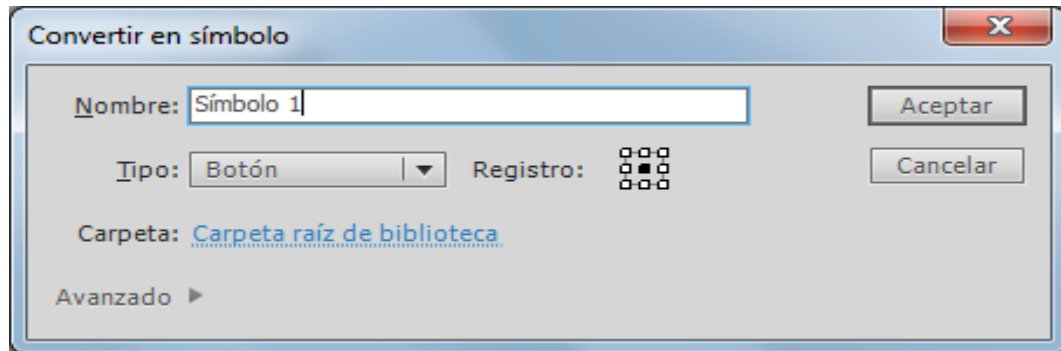 Convertir en símbolo
Nombre: Símbolo 1 Aceptar
Tipo: Botón Registro: Cancelar
Carpeta: Carpeta raíz de biblioteca
Avanzado